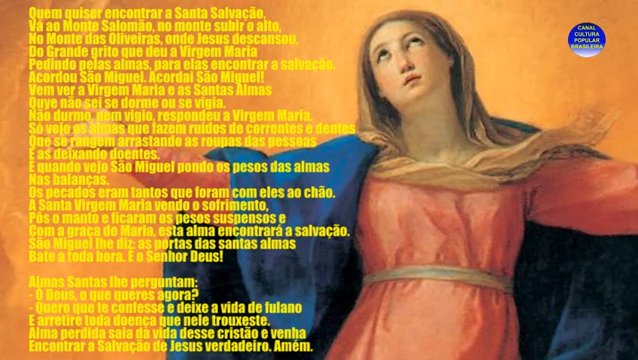 Quem quiser encontrar a Santa Salvação,
Vá ao Monte Salomão, no monte subir o alto,
No Monte das Oliveiras, onde Jesus descansou,
Do Grande grito que deu a Virgem Maria
Pedindo pelas almas, para elas encontrar a salvação.
Acordou São Miguel. Acordai São Miguel!
Vem ver a Virgem Maria e as Santas Almas
Quye não sei se dorme ou se vigia.
Não durmo, nem vigio, respondeu a Virgem Maria.
Só vejo as almas que fazem ruídos de correntes e dentes
Que se rangem arrastando as roupas das pessoas
E as deixando doentes.
E quando vejo São Miguel pondo os pesos das almas
Nas balanças.
Os pecados eram tantos que foram com eles ao chão.
A Santa Virgem Maria vendo o sofrimento,
Pôs o manto e ficaram os pesos suspensos e
Com a graça de Maria, esta alma encontrará a salvação.
São Miguel lhe diz: as portas das santas almas
Bate a toda hora. É o Senhor Deus!
Almas Santas lhe perguntam:
- Ô Deus, o que queres agora?
- Quero que te confesse e deixe a vida de fulano
E arretire toda doença que nele trouxeste.
Alma perdida saia da vida desse cristão e venha
Encontrar a Salvação de Jesus verdadeiro. Amém.
CANAL
CULTURA
POPULAR
BRASILEIRA